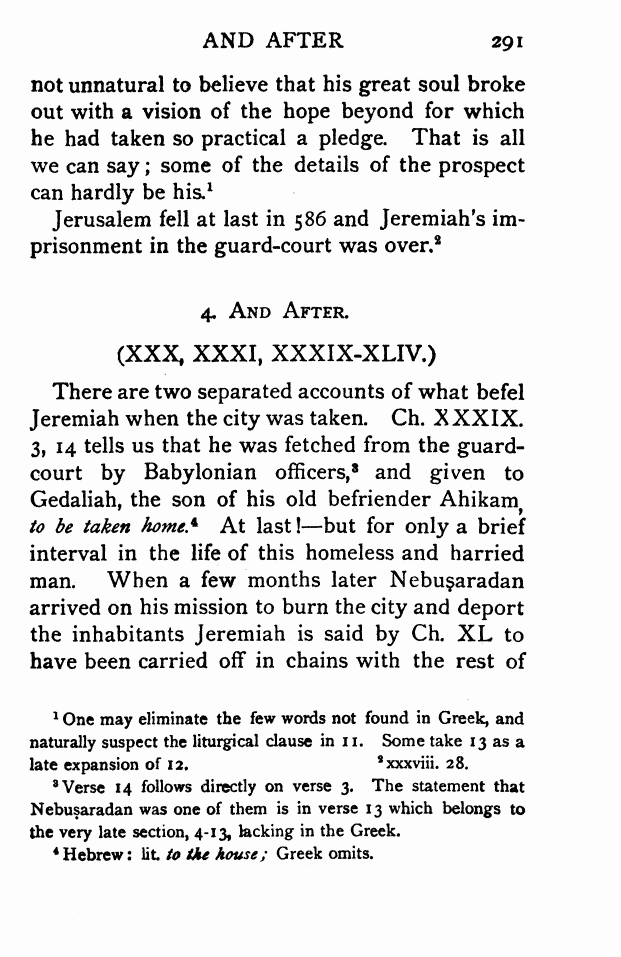 AND AFTER 291
not unnatural to believe that his great soul broke
out with a vision of the hope beyond for which
he had taken so practical a pledge. That is all
we can say; some of the details of the prospect
can hardly be his.¹
Jerusalem fell at last in 586 and Jeremiah's im-
prisonment in the guard-court was over.²
4. AND AFTER.
(XXX, XXXI, XXXIX-XLIV.)
There are two separated accounts of what befel
Jeremiah when the city was taken. Ch. XXXIX.
3, 14 tells us that he was fetched from the guard-
court by Babylonian officers,³ and given to
Gedaliah, the son of his old befriender Ahikam,
to be taken home.⁴ At last!—but for only a brief
interval in the life of this homeless and harried
man. When a few months later Nebuṣaradan
arrived on his mission to burn the city and deport
the inhabitants Jeremiah is said by Ch. XL to
have been carried off in chains with the rest of
¹ One may eliminate the few words not found in Greek, and
naturally suspect the liturgical clause in 11. Some take 13 as a
late expansion of 12. ² xxxviii. 28.
³ Verse 14 follows directly on verse 3. The statement that
Nebuṣaradan was one of them is in verse 13 which belongs to
the very late section, 4-13, lacking in the Greek.
⁴ Hebrew: lit. to the house; Greek omits.